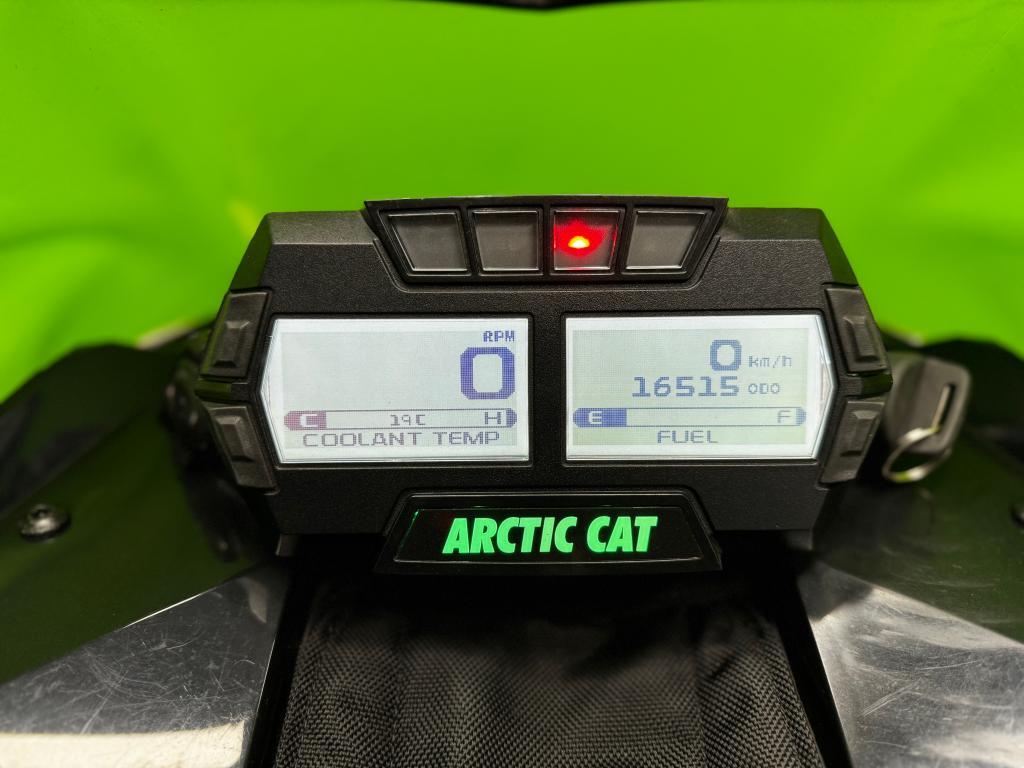 RPM
0
C 19C H
COOLANT TEMP
0 km/h
16515 ODO
E F
FUEL
ARCTIC CAT